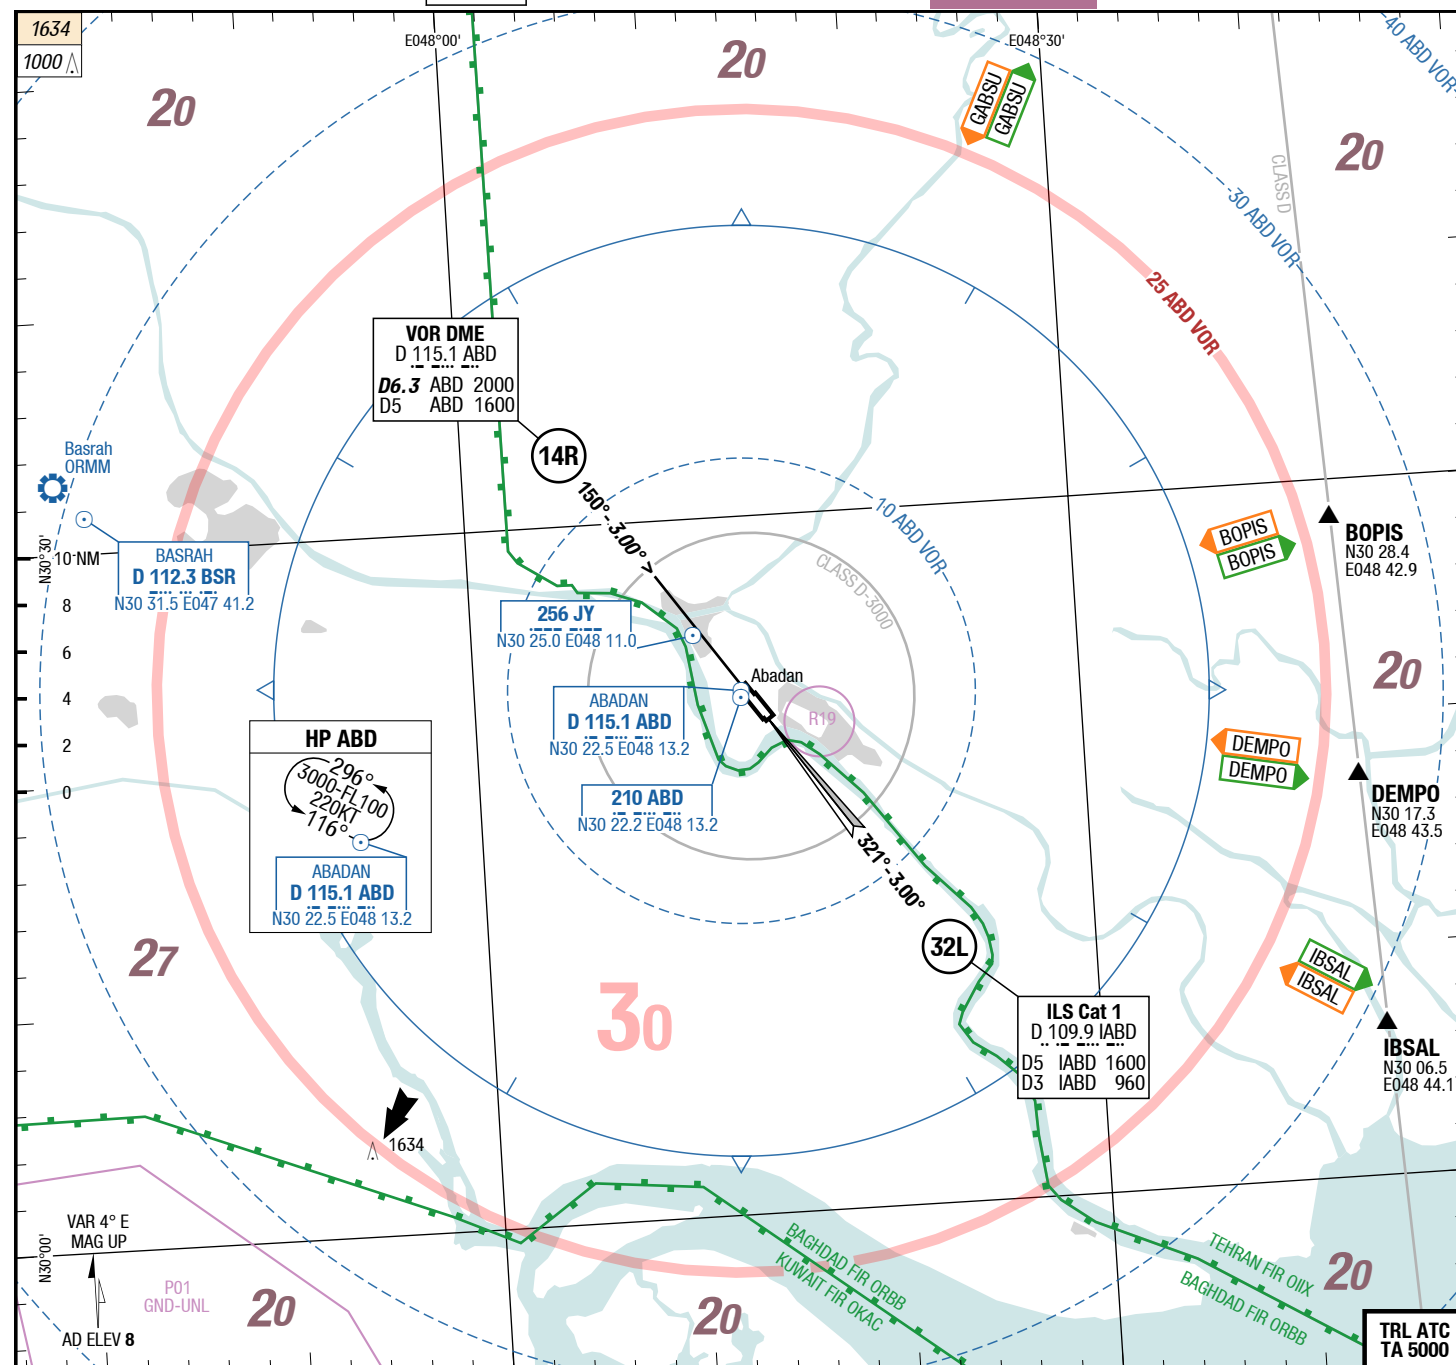 1634
1000
E048°00'
E048°30'
20
20
20
40 ABD VOR
GABSU
GABSU
CLASS D
30 ABD VOR
25 ABD VOR
VOR DME
D 115.1 ABD
D6.3 ABD 2000
D5 ABD 1600
14R
150° - 3.00° >
10 ABD VOR
CLASS D-3000
Basrah
ORMM
N30°30'
10 NM
8
6
4
2
0
BASRAH
D 112.3 BSR
N30 31.5 E047 41.2
256 JY
N30 25.0 E048 11.0
BOPIS
BOPIS
BOPIS
N30 28.4
E048 42.9
Abadan
ABADAN
D 115.1 ABD
N30 22.5 E048 13.2
R19
20
DEMPO
DEMPO
DEMPO
N30 17.3
E048 43.5
210 ABD
N30 22.2 E048 13.2
HP ABD
296°
3000-FL100
220KT
116°
ABADAN
D 115.1 ABD
N30 22.5 E048 13.2
321° - 3.00°
32L
27
30
IBSAL
IBSAL
IBSAL
N30 06.5
E048 44.1
ILS Cat 1
D 109.9 IABD
D5 IABD 1600
D3 IABD 960
1634
VAR 4° E
MAG UP
N30°00'
AD ELEV 8
P01
GND-UNL
20
20
20
BAGHDAD FIR ORBB
KUWAIT FIR OKAC
TEHRAN FIR OIIX
BAGHDAD FIR ORBB
TRL ATC
TA 5000